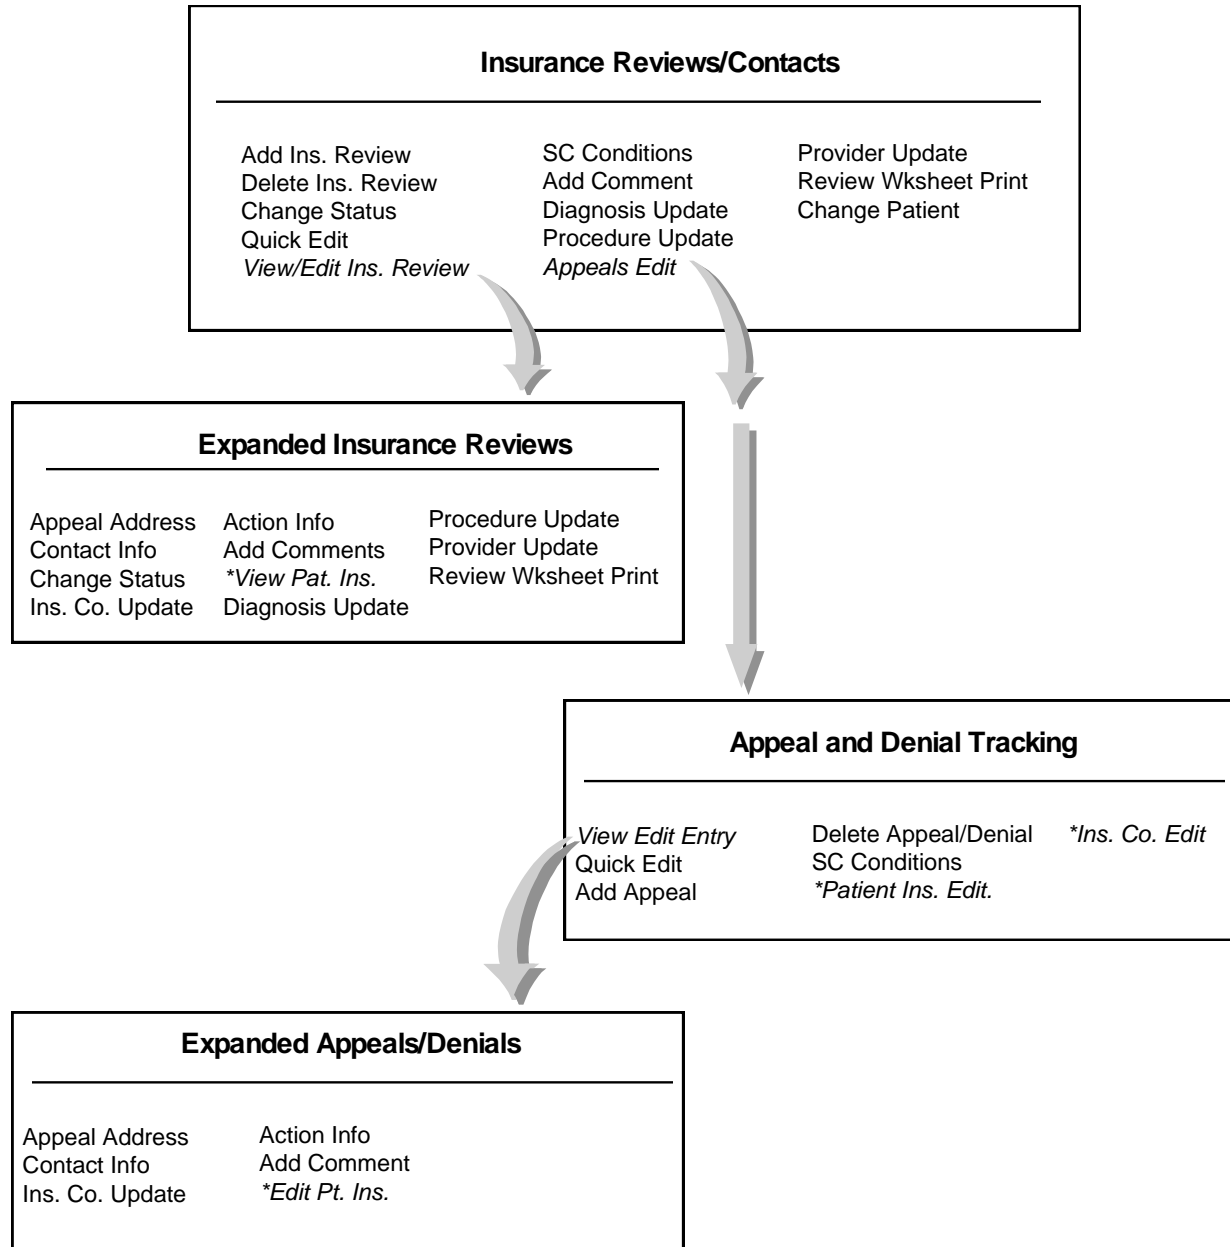 Insurance Reviews/Contacts
Add Ins. Review
Delete Ins. Review
Change Status
Quick Edit
View/Edit Ins. Review
SC Conditions
Add Comment
Diagnosis Update
Procedure Update
Appeals Edit
Provider Update
Review Wksheet Print
Change Patient
Expanded Insurance Reviews
Appeal Address
Contact Info
Change Status
Ins. Co. Update
Action Info
Add Comments
*View Pat. Ins.
Diagnosis Update
Procedure Update
Provider Update
Review Wksheet Print
Appeal and Denial Tracking
View Edit Entry
Quick Edit
Add Appeal
Delete Appeal/Denial
SC Conditions
*Patient Ins. Edit.
*Ins. Co. Edit
Expanded Appeals/Denials
Appeal Address
Contact Info
Ins. Co. Update
Action Info
Add Comment
*Edit Pt. Ins.